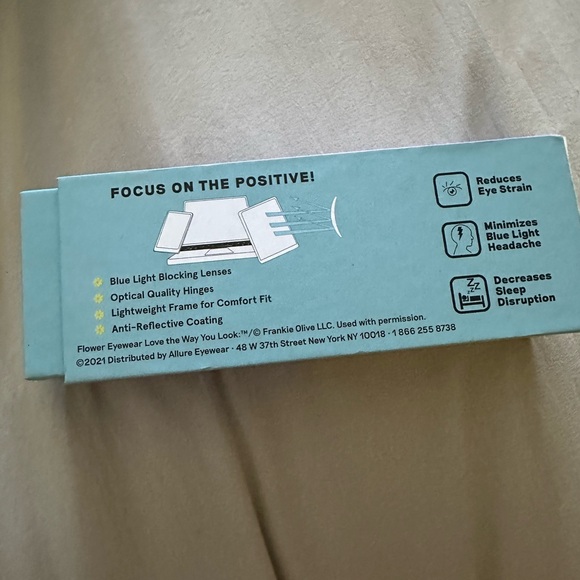 FOCUS ON THE POSITIVE!
Blue Light Blocking Lenses
Optical Quality Hinges
Lightweight Frame for Comfort Fit
Anti-Reflective Coating
Flower Eyewear Love the Way You Look:™/© Frankie Olive LLC. Used with permission.
©2021 Distributed by Allure Eyewear · 48 W 37th Street New York NY 10018 · 1 866 255 8738
Reduces
Eye Strain
Minimizes
Blue Light
Headache
Z Z Z
Decreases
Sleep
Disruption